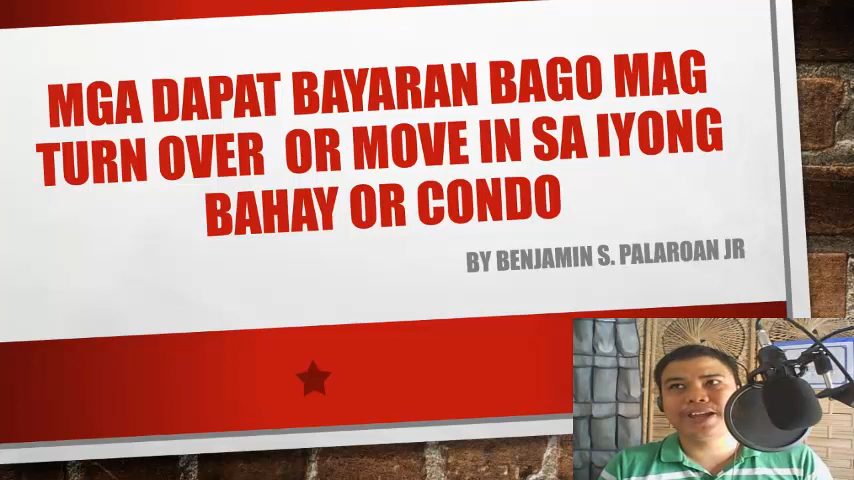 MGA DAPAT BAYARAN BAGO MAG
TURN OVER OR MOVE IN SA IYONG
BAHAY OR CONDO
BY BENJAMIN S. PALAROAN JR